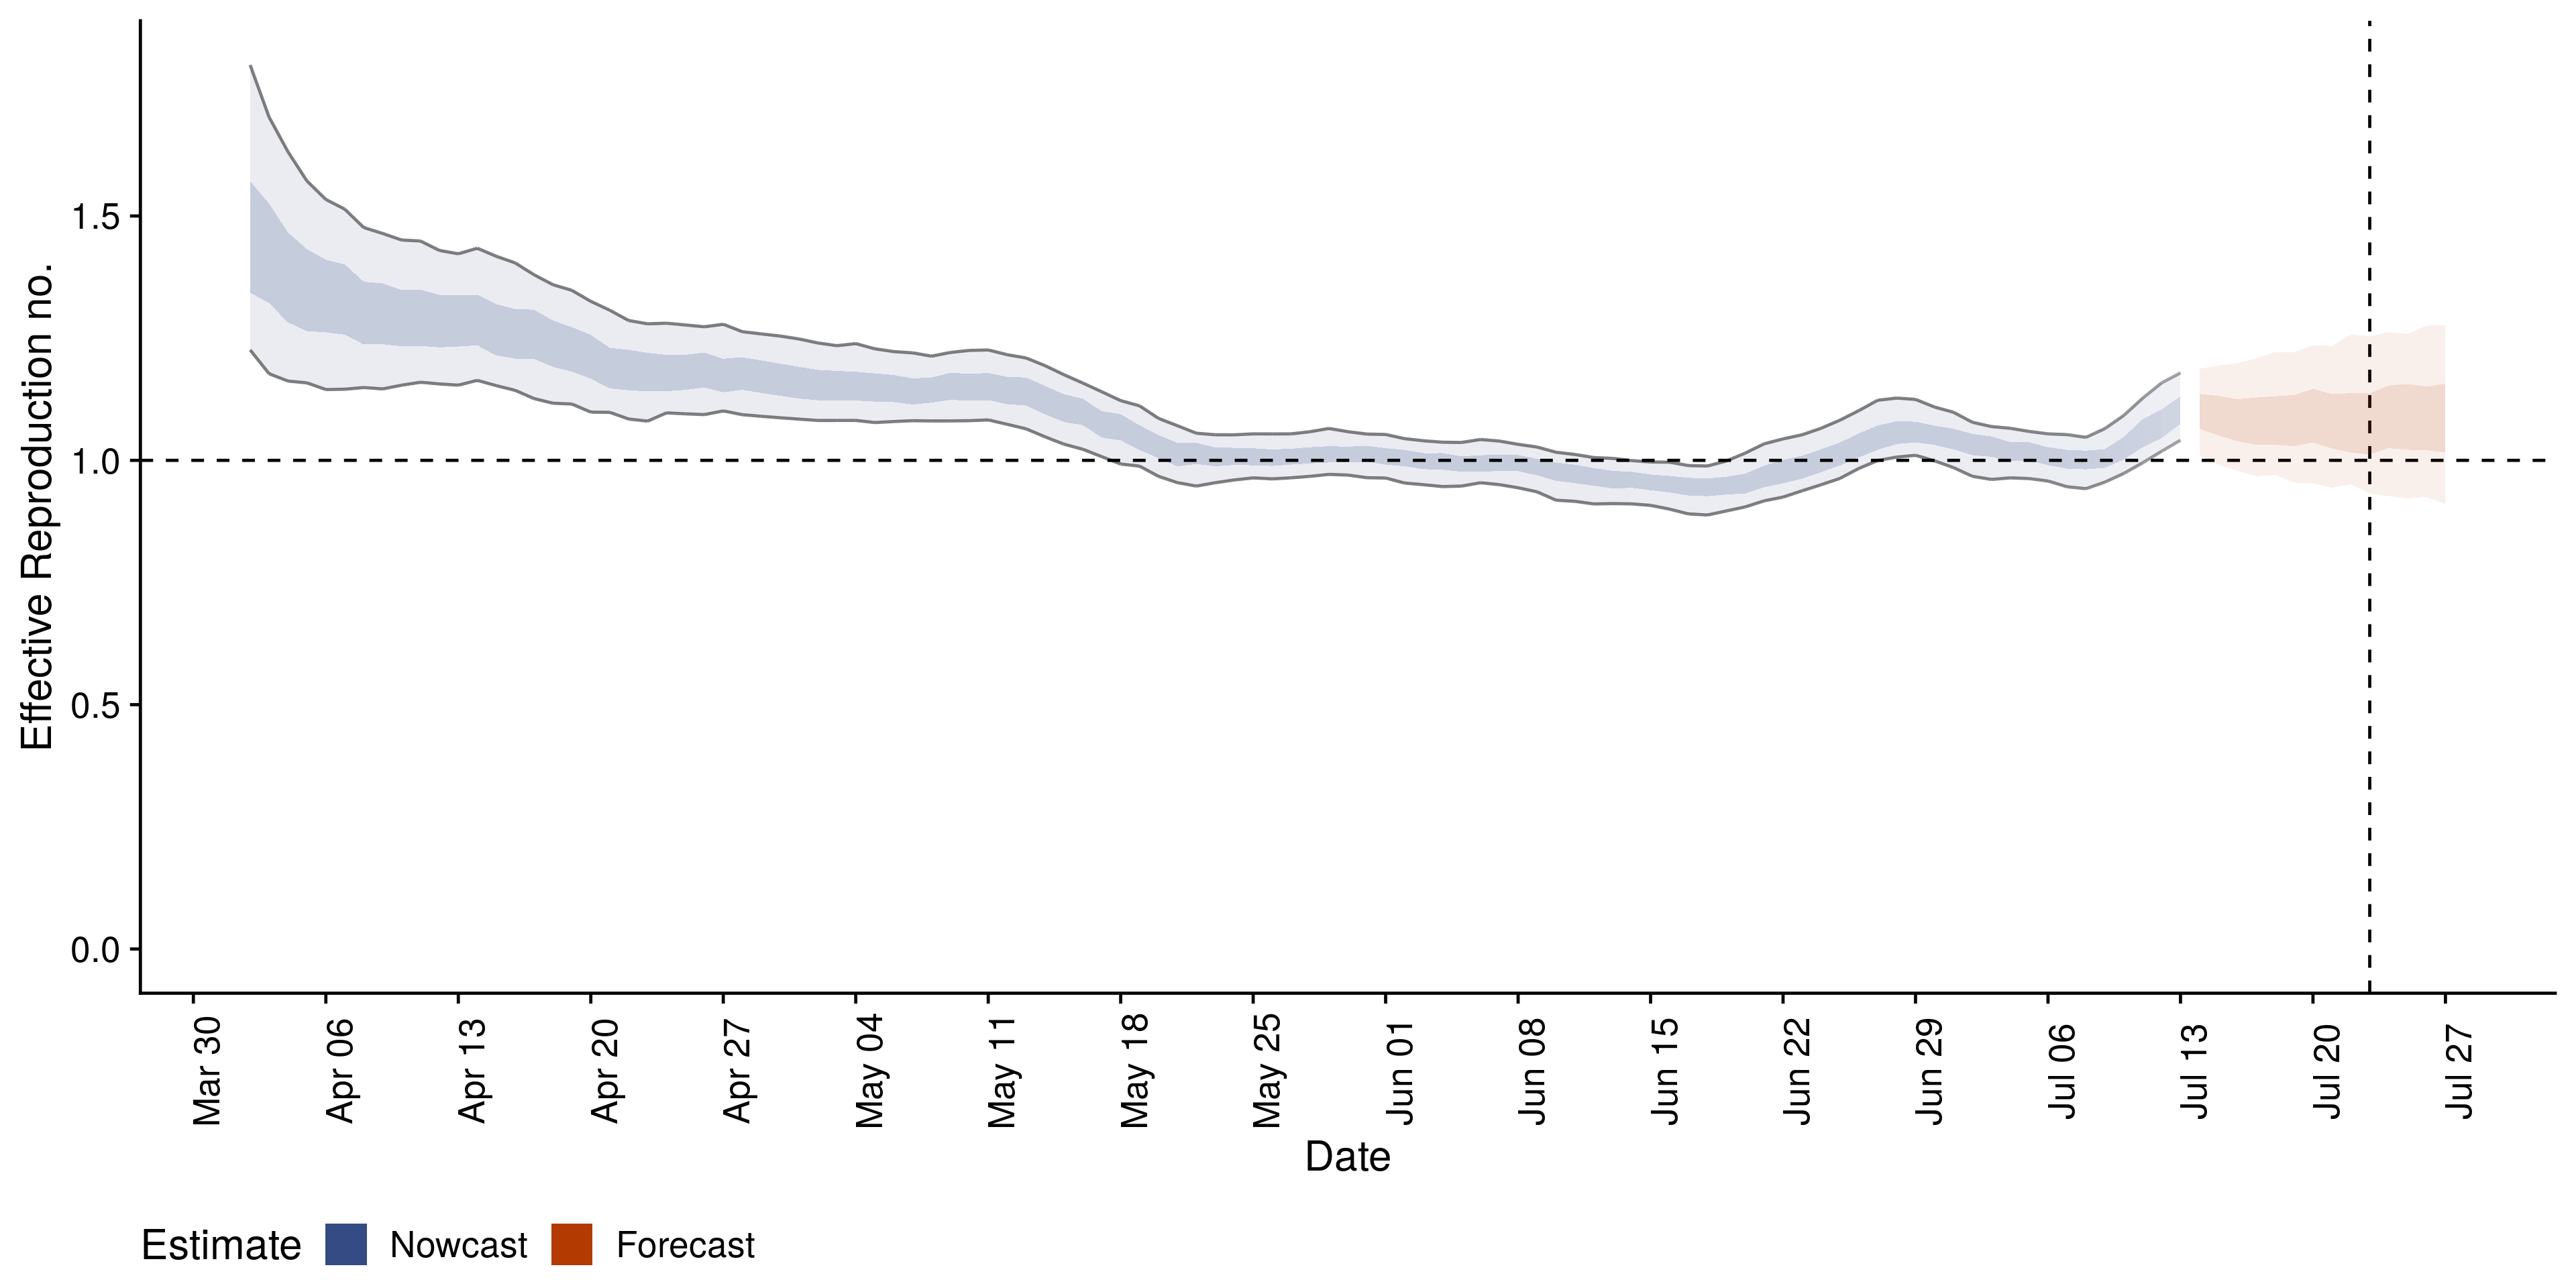 Effective Reproduction no.
1.5
1.0
0.5
0.0
Mar 30
Apr 06
Apr 13
Apr 20
Apr 27
May 04
May 11
May 18
May 25
Jun 01
Jun 08
Jun 15
Jun 22
Jun 29
Jul 06
Jul 13
Jul 20
Jul 27
Date
Estimate Nowcast Forecast